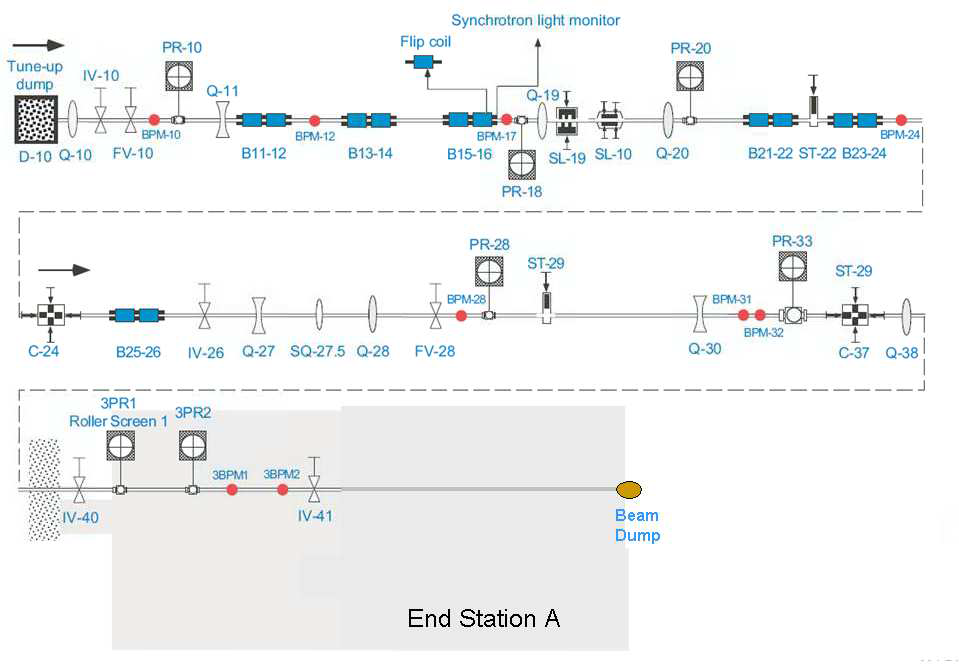 Synchrotron light monitor
Flip coil
PR-10
PR-20
Tune-up
dump
IV-10
Q-11
Q-19
D-10
Q-10
FV-10
BPM-10
B11-12
BPM-12
B13-14
B15-16
BPM-17
PR-18
SL-19
SL-10
Q-20
B21-22
ST-22
B23-24
BPM-24
PR-28
ST-29
PR-33
ST-29
BPM-28
BPM-31
BPM-32
C-24
B25-26
IV-26
Q-27
SQ-27.5
Q-28
FV-28
Q-30
C-37
Q-38
3PR1
Roller Screen 1
3PR2
3BPM1
3BPM2
IV-40
IV-41
Beam
Dump
End Station A